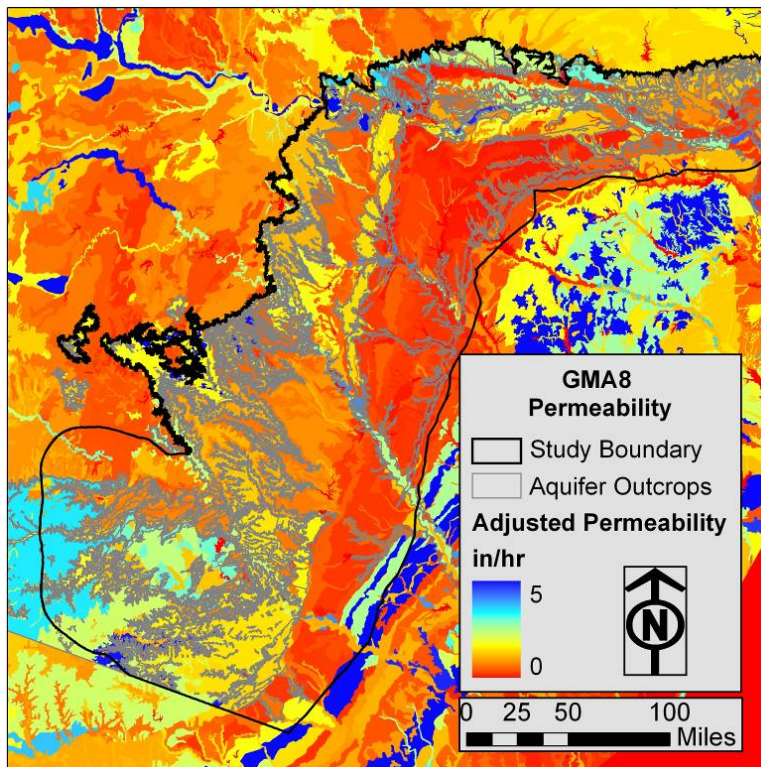 GMA8
Permeability
Study Boundary
Aquifer Outcrops
Adjusted Permeability
in/hr
5
0
N
0 25 50 100
Miles